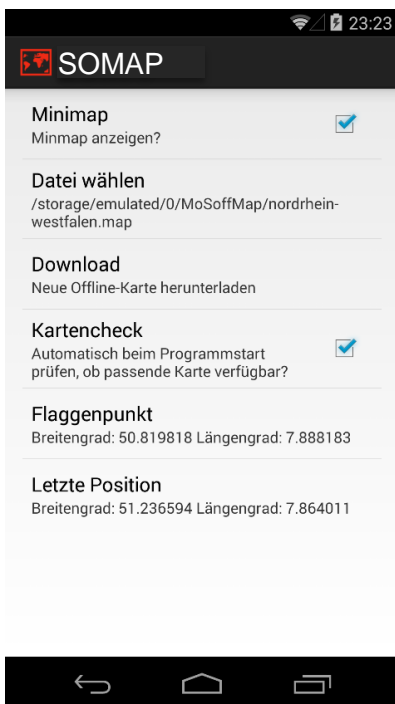 23:23
SOMAP
Minimap
Minmap anzeigen?
Datei wählen
/storage/emulated/0/MoSoffMap/nordrhein-
westfalen.map
Download
Neue Offline-Karte herunterladen
Kartencheck
Automatisch beim Programmstart
prüfen, ob passende Karte verfügbar?
Flaggenpunkt
Breitengrad: 50.819818 Längengrad: 7.888183
Letzte Position
Breitengrad: 51.236594 Längengrad: 7.864011